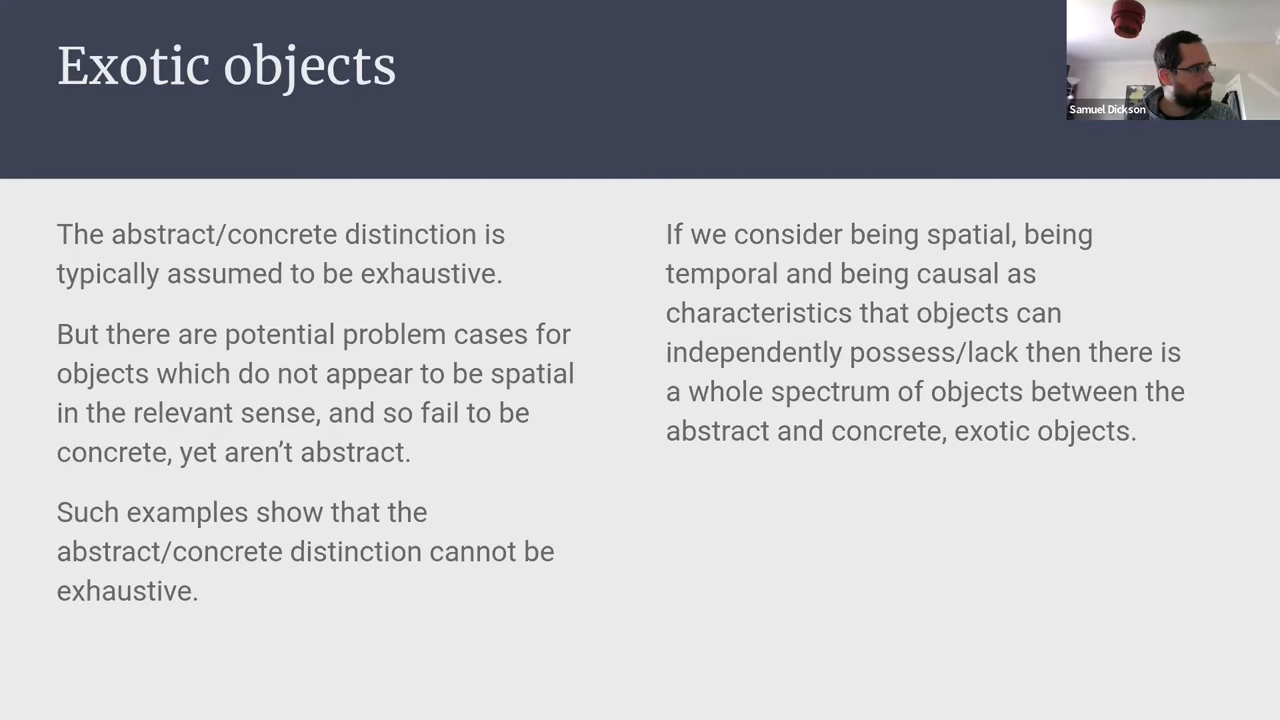 Exotic objects
Samuel Dickson
The abstract/concrete distinction is
typically assumed to be exhaustive.
But there are potential problem cases for
objects which do not appear to be spatial
in the relevant sense, and so fail to be
concrete, yet aren’t abstract.
Such examples show that the
abstract/concrete distinction cannot be
exhaustive.
If we consider being spatial, being
temporal and being causal as
characteristics that objects can
independently possess/lack then there is
a whole spectrum of objects between the
abstract and concrete, exotic objects.